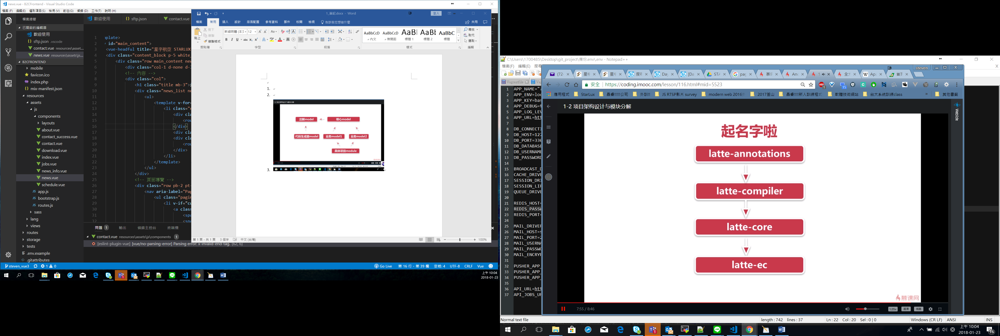 news.vue - B2CFrontend - Visual Studio Code
檔案 (F) 編輯(E) 選取項目(S) 檢視 (V) 前往(G) 偵錯 (D) 工作(T) 說明 (H)
檔案總管
已開啟的編輯器
歡迎使用
sftp.json .vscode
contact.vue resources\asset...
news.vue resources\assets\js...
B2CFRONTEND
mobile
favicon.ico
index.php
mix-manifest.json
resources
assets
js
components
layouts
about.vue
contact_success.vue
contact.vue
download.vue
index.vue
jobs.vue
news_info.vue
news.vue
schedule.vue
app.js
bootstrap.js
routes.js
sass
lang
views
routes
storage
tests
.env.example
.gitattributes
歡迎使用 sftp.json contact.vue
1 nplate>
2 id="main_content">
3 <vue-headful title="星宇航空 STARLUX
4 <div class="content_block p-5 white_
5 <div class="row main_content new
6 <div class="col-1 d-none d-l
7 <!-- 內容 -->
8 <div class="col">
9 <h1 class="title mb-3">j
10 <div class="news_list ne
11 <ul>
12 <template v-for=
13 <li class="r
14 <div cla
15 <rou
16 </div>
17 <div cla
18 <div cla
19 <rou
20 </div>
21 </li>
22 </template>
23 </ul>
24 </div>
25 <!-- 頁面導覽 -->
26 <div class="row pb-2 pt-
27 <nav aria-label="Pag
28 <ul class="pagin
29 <li v-if="cu
30 <a class
31 <spa
32 <spa
問題 1 輸出 偵錯主控台 終端機
contact.vue resources\assets\js\components 1
[eslint-plugin-vue] [vue/no-parsing-error] Parsing error: x-invalid-end-tag. (62, 6)
steven_vue3 1 0 Go Live 第 16 行，第 39 欄 空格: 4 UTF-8 CRLF Vue
上午 10:04
2018-01-23
1_筆記.docx - Word
登入
檔案 常用 插入 設計 版面配置 參考資料 郵件 校閱 檢視 告訴我您想做什麼 共用
貼上 剪下 複製 複製格式
新細明體 (本文 12
AaBbCcD AaBbCcD AaBl AaBb AaBbC
內文 無間距 標題 1 標題 2 標題
尋找 取代 選取
剪貼簿 字型 段落 樣式 編輯
1.
2.
1-2 项目架构设计与模块分解
注解model 核心model
代码生成器model 业务model1 业务model2
具体项目module
3.
第 1 頁，共 1 頁 3 個字 中文 (台灣) 100%
C:\Users\1700485\Desktop\git_project\備份.env\.env - Notepad++
檔案(F) 編輯(E) 搜尋
Vagrantfile
1 APP_NAME="
2 APP_ENV=loc
3 APP_KEY=bas
4 APP_DEBUG=t
5 APP_LOG_LEV
6 APP_URL=htt
7
8 DB_CONNECTI
9 DB_HOST=127
10 DB_PORT=330
11 DB_DATABASE
12 DB_USERNAME
13 DB_PASSWORD
14
15 BROADCAST_D
16 CACHE_DRIVE
17 SESSION_DRI
18 SESSION_LIF
19 QUEUE_DRIVE
20
21 REDIS_HOST=
22 REDIS_PASSW
23 REDIS_PORT=
24
25 MAIL_DRIVER
26 MAIL_HOST=s
27 MAIL_PORT=2
28 MAIL_USERNA
29 MAIL_PASSWO
30 MAIL_ENCRYP
31
32 PUSHER_APP_
33 PUSHER_APP_
34 PUSHER_APP_
35
36 API_URL=htt
37 API_JOBS_UR
steven
安全 https://coding.imooc.com/lesson/116.html#mid=5523
應用程式 StarLux 晶睿!!!!!公司 外訓!! JS RTSP影片 survey modern web 2016 2017釜山 晶睿!!!!新人訓練程式 軟體技術網站 台大系統訓練class » 其他書籤
1-2 项目架构设计与模块分解
WebIde
起名字啦
latte-annotations
latte-compiler
latte-core
latte-ec
慕课网
7:55 / 8:46 1.25x 超清 线路
Normal text file length : 742 lines : 37 Ln : 22 Col : 20 Sel : 0 | 0 Windows (CR LF) ANSI INS
上午 10:04
2018-01-23
16